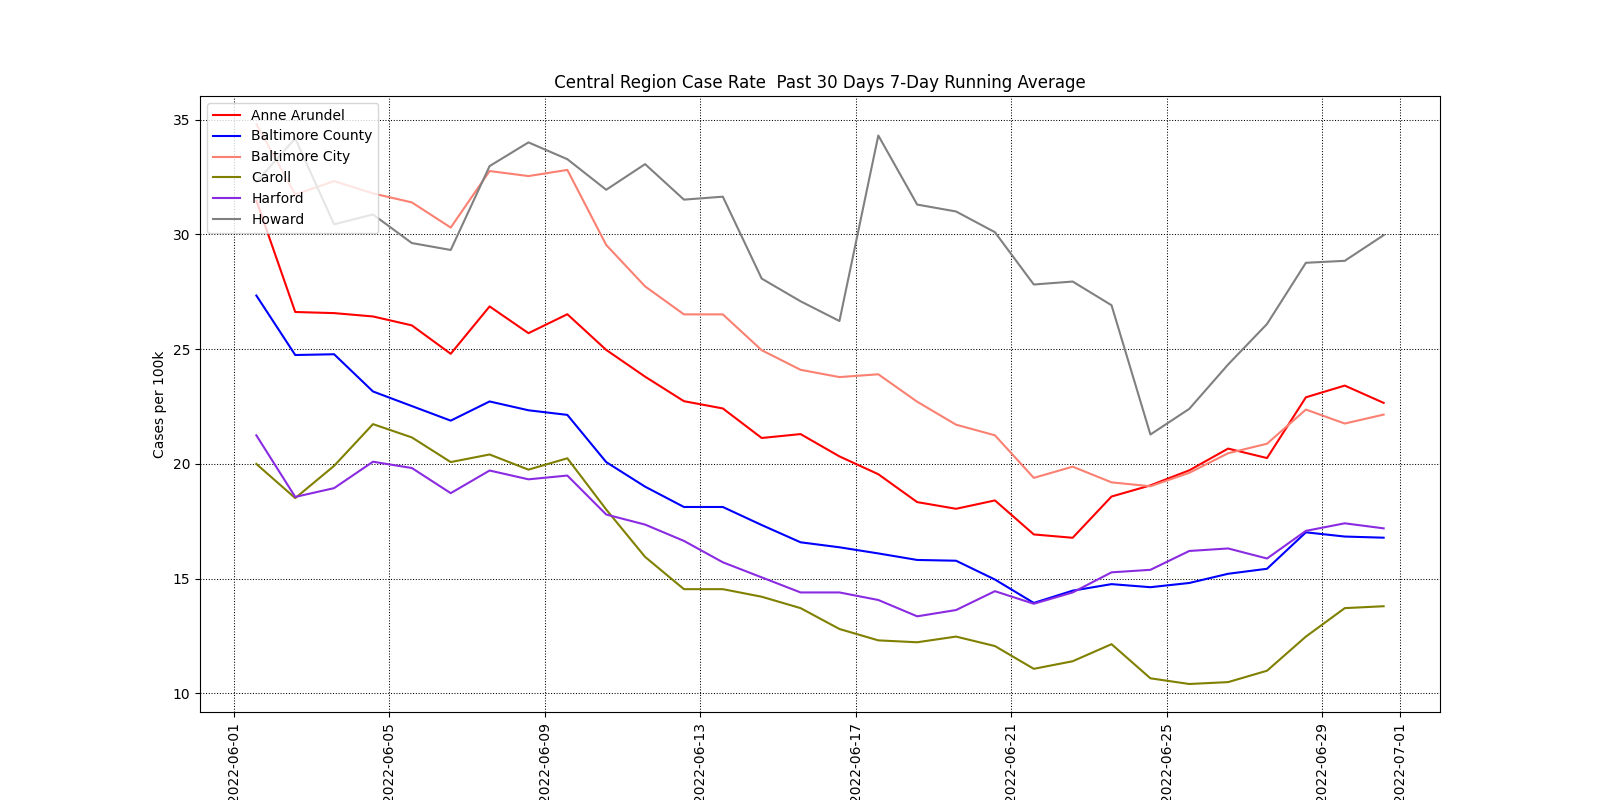 Central Region Case Rate  Past 30 Days 7-Day Running Average
Anne Arundel
Baltimore County
Baltimore City
Caroll
Harford
Howard
Cases per 100k
35
30
25
20
15
10
2022-06-01
2022-06-05
2022-06-09
2022-06-13
2022-06-17
2022-06-21
2022-06-25
2022-06-29
2022-07-01